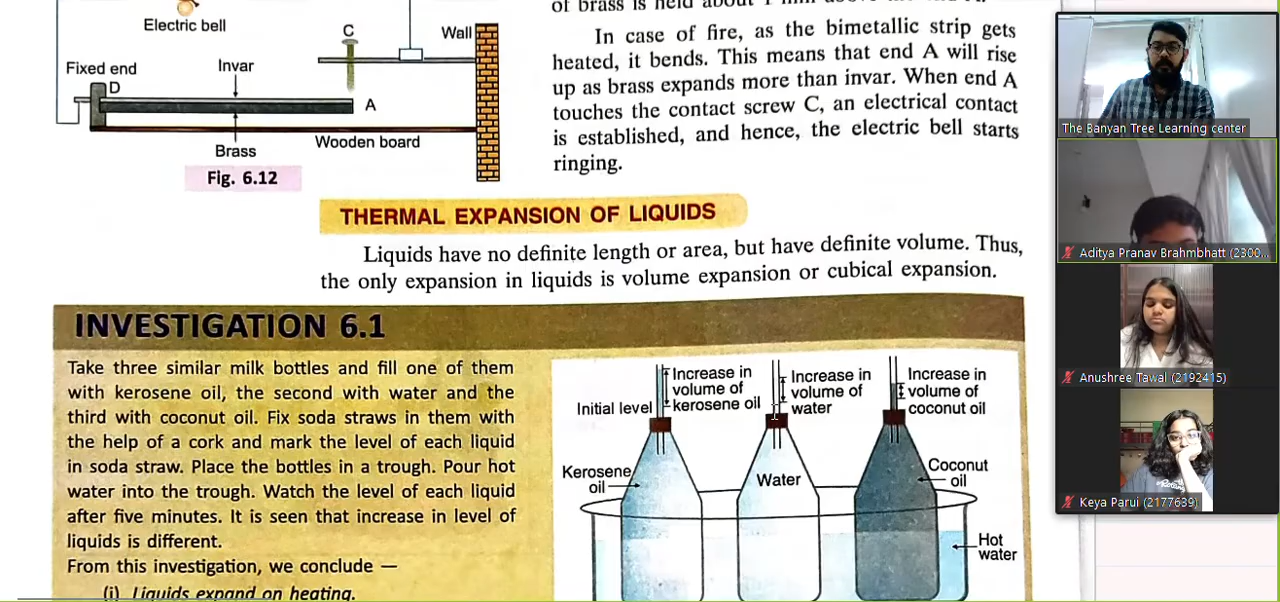 Electric bell
Fixed end
D
Invar
C
Wall
A
Brass
Wooden board
Fig. 6.12
In case of fire, as the bimetallic strip gets
heated, it bends. This means that end A will rise
up as brass expands more than invar. When end A
touches the contact screw C, an electrical contact
is established, and hence, the electric bell starts
ringing.
THERMAL EXPANSION OF LIQUIDS
Liquids have no definite length or area, but have definite volume. Thus,
the only expansion in liquids is volume expansion or cubical expansion.
INVESTIGATION 6.1
Take three similar milk bottles and fill one of them
with kerosene oil, the second with water and the
third with coconut oil. Fix soda straws in them with
the help of a cork and mark the level of each liquid
in soda straw. Place the bottles in a trough. Pour hot
water into the trough. Watch the level of each liquid
after five minutes. It is seen that increase in level of
liquids is different.
From this investigation, we conclude —
(i) Liquids expand on heating.
Initial level
Increase in
volume of
kerosene oil
Increase in
volume of
water
Increase in
volume of
coconut oil
Kerosene
oil
Water
Coconut
oil
Hot
water
The Banyan Tree Learning center
Aditya Pranav Brahmbhatt (2300...
Anushree Tawal (2192415)
Keya Parui (2177639)